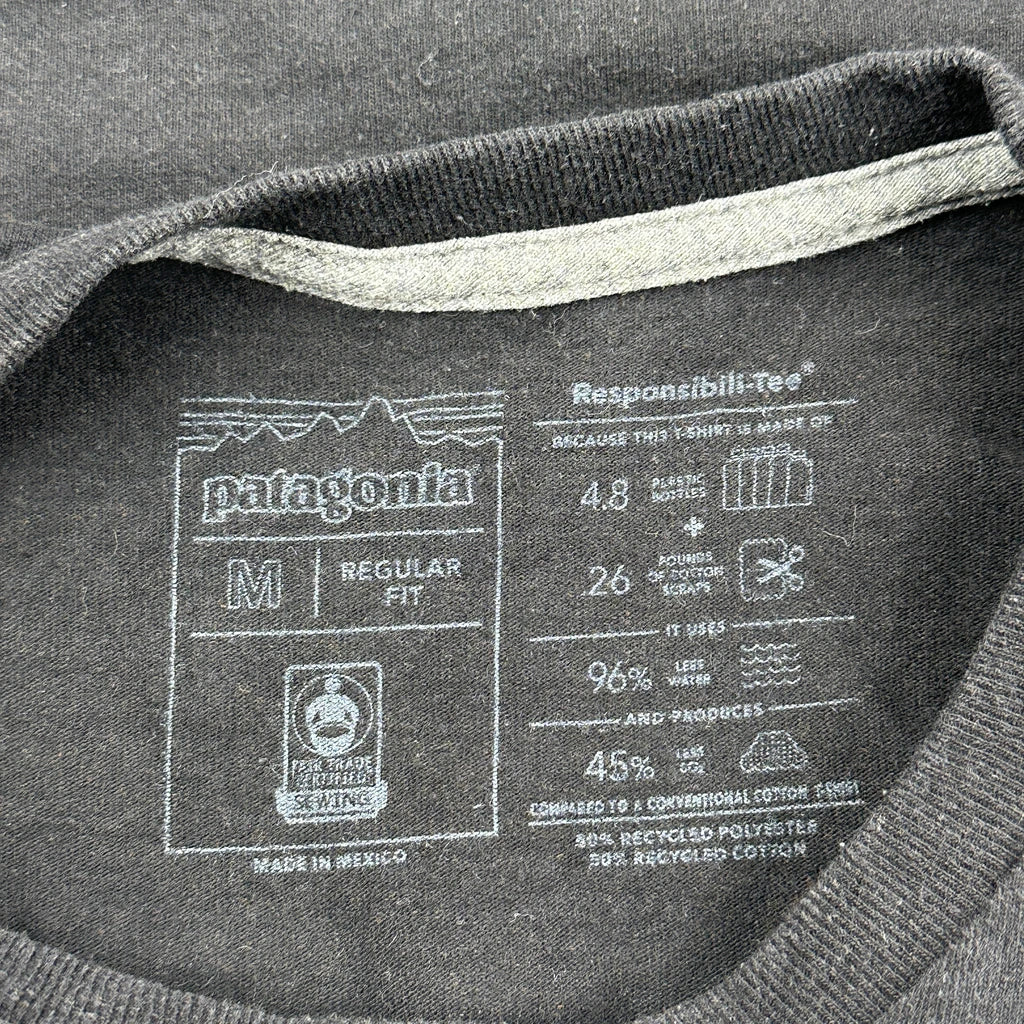 patagonia
M
REGULAR
FIT
FAIR TRADE
CERTIFIED
SEWING
MADE IN MEXICO
Responsibili-Tee®
BECAUSE THIS T-SHIRT IS MADE OF
4.8 PLASTIC
BOTTLES
+
26 POUNDS
OF COTTON
SCRAPS
IT USES
96% LESS
WATER
AND PRODUCES
45% LESS
CO2
COMPARED TO A CONVENTIONAL COTTON T-SHIRT
RECYCLED POLYESTER
50% RECYCLED COTTON